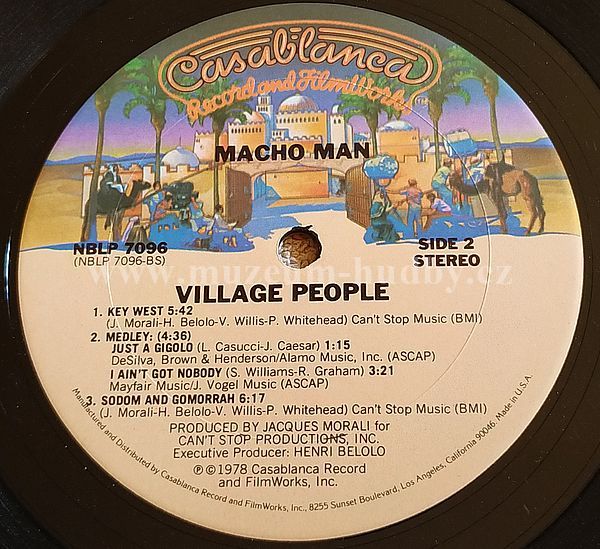 Casablanca
Record and FilmWorks
MACHO MAN
NBLP 7096
(NBLP 7096-BS)
SIDE 2
STEREO
www.muzeum-hudby.cz
VILLAGE PEOPLE
1. KEY WEST 5:42
(J. Morali-H. Belolo-V. Willis-P. Whitehead) Can't Stop Music (BMI)
2. MEDLEY: (4:36)
JUST A GIGOLO (L. Casucci-J. Caesar) 1:15
DeSilva, Brown & Henderson/Alamo Music, Inc. (ASCAP)
I AIN'T GOT NOBODY (S. Williams-R. Graham) 3:21
Mayfair Music/J. Vogel Music (ASCAP)
3. SODOM AND GOMORRAH 6:17
(J. Morali-H. Belolo-V. Willis-P. Whitehead) Can't Stop Music (BMI)
PRODUCED BY JACQUES MORALI for
CAN'T STOP PRODUCTIONS, INC.
Executive Producer: HENRI BELOLO
℗ © 1978 Casablanca Record
and FilmWorks, Inc.
Manufactured and Distributed by Casablanca Record and FilmWorks, Inc., 8255 Sunset Boulevard, Los Angeles, California 90046. Made in U.S.A.